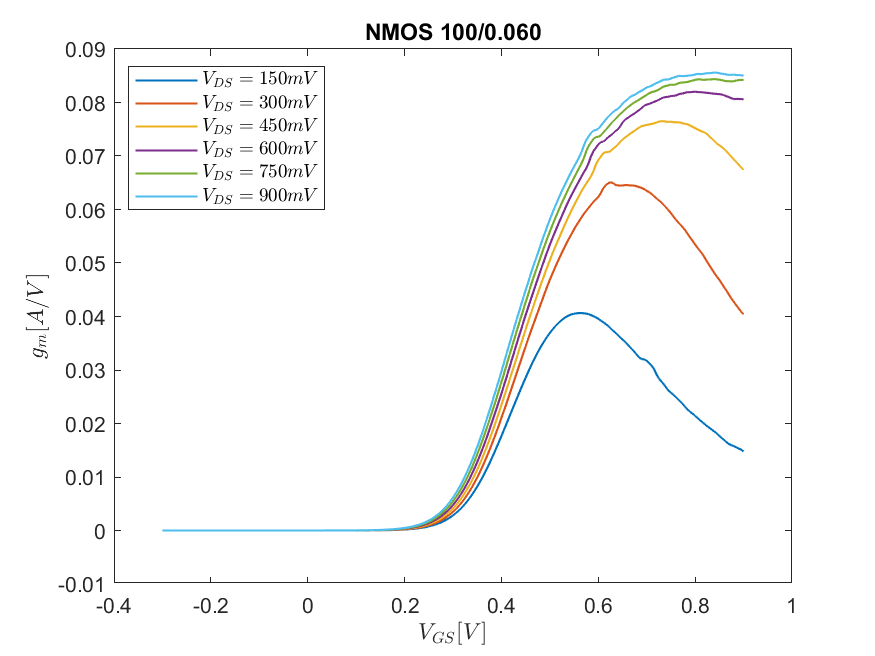 NMOS 100/0.060
0.09
0.08
0.07
0.06
0.05
0.04
0.03
0.02
0.01
0
-0.01
g_m[A/V]
V_DS = 150mV
V_DS = 300mV
V_DS = 450mV
V_DS = 600mV
V_DS = 750mV
V_DS = 900mV
-0.4 -0.2 0 0.2 0.4 0.6 0.8 1
V_GS[V]